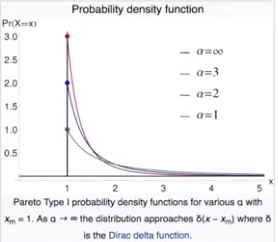 Probability density function
Pr(X=x)
3.0
2.5
2.0
1.5
1.0
0.5
α=∞
α=3
α=2
α=1
1 2 3 4 5 x
Pareto Type I probability density functions for various α with
xₘ = 1. As α → ∞ the distribution approaches δ(x − xₘ) where δ
is the Dirac delta function.